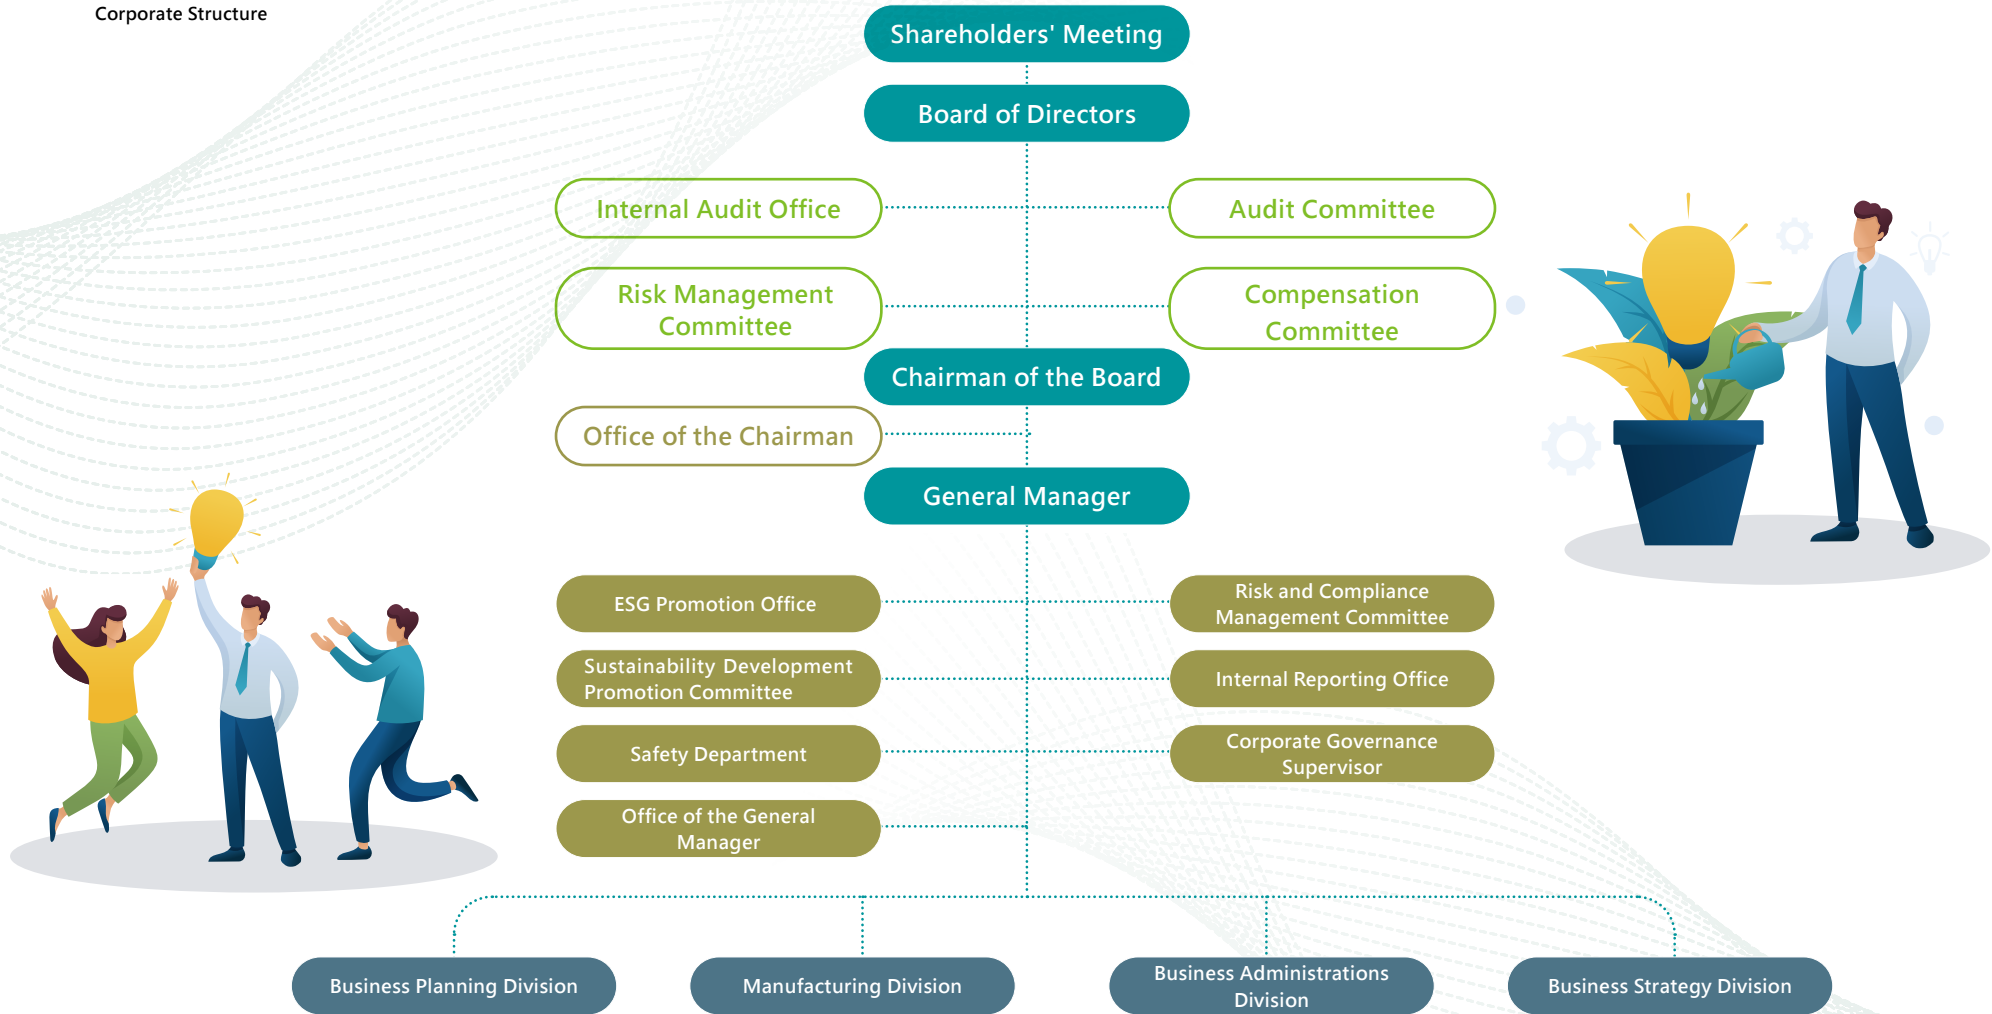 Corporate Structure
Shareholders' Meeting
Board of Directors
Internal Audit Office
Audit Committee
Risk Management
Committee
Compensation
Committee
Chairman of the Board
Office of the Chairman
General Manager
ESG Promotion Office
Risk and Compliance
Management Committee
Sustainability Development
Promotion Committee
Internal Reporting Office
Safety Department
Corporate Governance
Supervisor
Office of the General
Manager
Business Planning Division
Manufacturing Division
Business Administrations
Division
Business Strategy Division